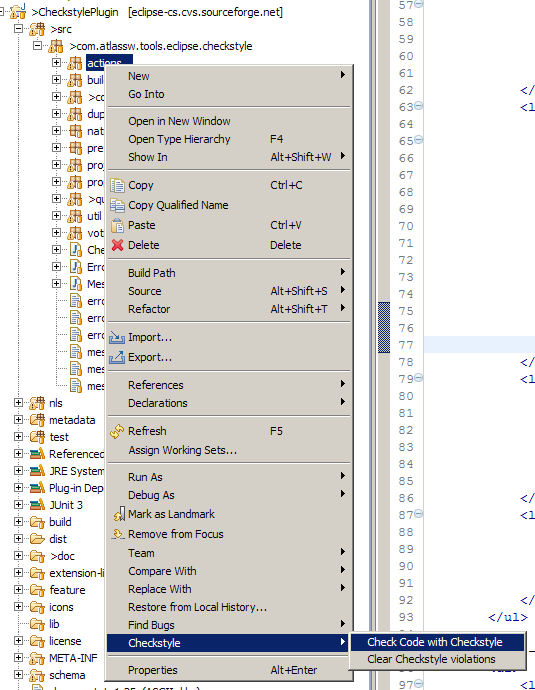 >CheckstylePlugin [eclipse-cs.cvs.sourceforge.net]
>src
>com.atlassw.tools.eclipse.checkstyle
actions
buil
>co
dup
nat
pre
pro
pro
>qu
util
vot
Che
Erro
Mes
erro
erro
erro
mes
mes
mes
nls
metadata
test
Referenced
JRE System
Plug-in Dep
JUnit 3
build
dist
>doc
extension-li
feature
icons
lib
license
META-INF
schema
New
Go Into
Open in New Window
Open Type Hierarchy F4
Show In Alt+Shift+W
Copy Ctrl+C
Copy Qualified Name
Paste Ctrl+V
Delete Delete
Build Path
Source Alt+Shift+S
Refactor Alt+Shift+T
Import...
Export...
References
Declarations
Refresh F5
Assign Working Sets...
Run As
Debug As
Mark as Landmark
Remove from Focus
Team
Compare With
Replace With
Restore from Local History...
Find Bugs
Checkstyle
Properties Alt+Enter
Check Code with Checkstyle
Clear Checkstyle violations
57
58
59
60
61
62 </
63 <l
64
65
66
67
68
69
70
71
72
73
74
75
76
77
78 </
79 <l
80
81
82
83
84
85
86 </
87 <l
88
89
90
91
92 </
93 </ul>
97 <l